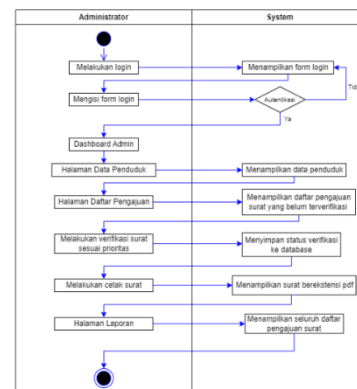 Administrator
System
Melakukan login
Menampilkan form login
Mengisi form login
Autentikasi
Tid
Ya
Dashboard Admin
Halaman Data Penduduk
Menampilkan data penduduk
Halaman Daftar Pengajuan
Menampilkan daftar pengajuan
surat yang belum terverifikasi
Melakukan verifikasi surat
sesuai prioritas
Menyimpan status verifikasi
ke database
Melakukan cetak surat
Menampilkan surat berekstensi pdf
Halaman Laporan
Menampilkan seluruh daftar
pengajuan surat